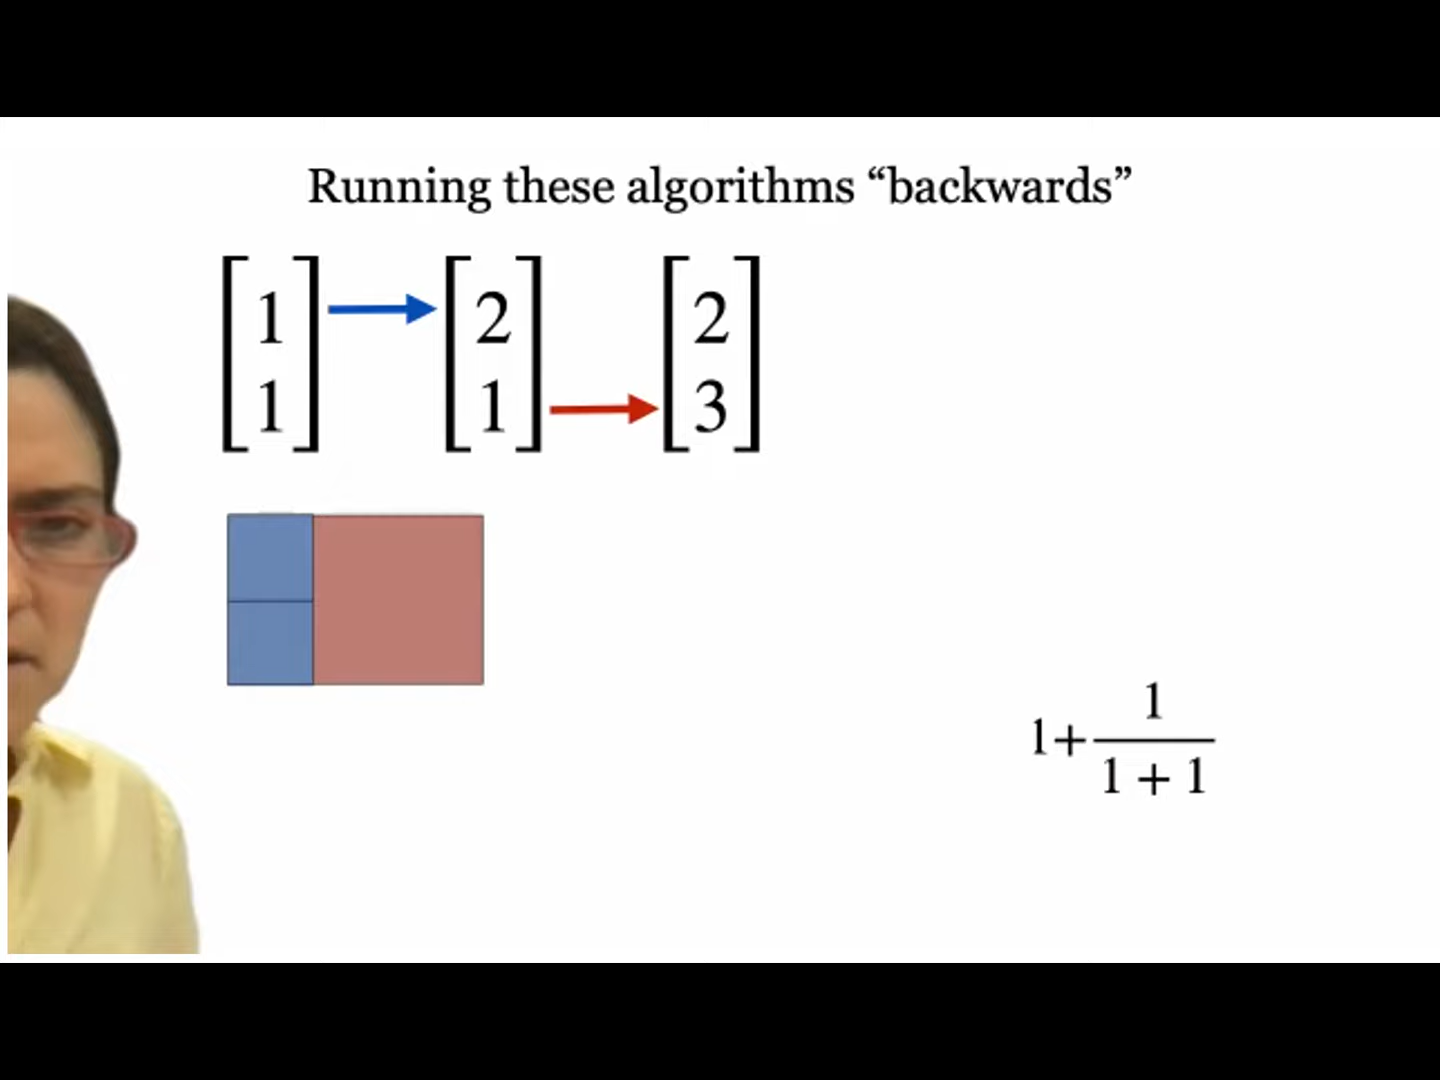 Running these algorithms “backwards”
[1 1] → [2 1] → [2 3]
1+ 1/(1 + 1)